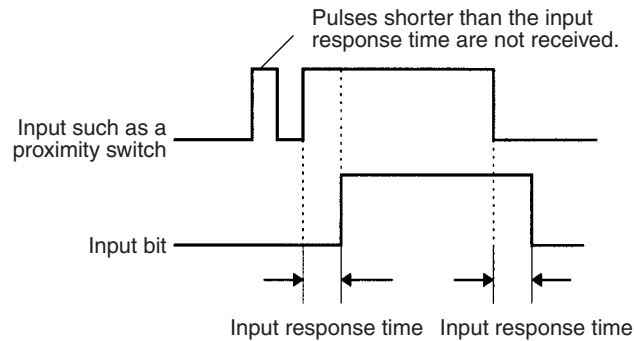 Pulses shorter than the input
response time are not received.
Input such as a
proximity switch
Input bit
Input response time Input response time